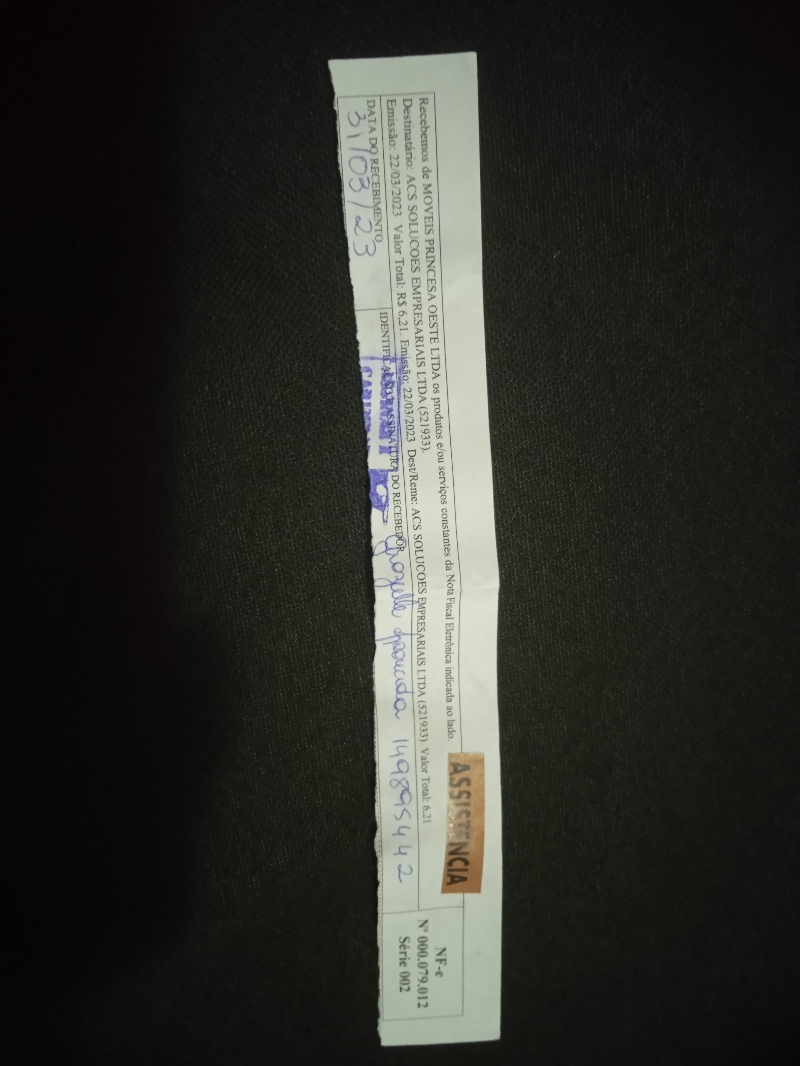 Recebemos de MOVEIS PRINCESA OESTE LTDA os produtos e/ou serviços constantes da Nota Fiscal Eletrônica indicada ao lado.
Destinatário: ACS SOLUCOES EMPRESARIAIS LTDA (521933).
Emissão: 22/03/2023 Valor Total: R$ 6,21. Emissão: 22/03/2023 Dest/Reme: ACS SOLUCOES EMPRESARIAIS LTDA (521933) Valor Total: 6,21
ASSISTENCIA
DATA DO RECEBIMENTO
31/03/23
IDENTIFICAÇÃO E ASSINATURA DO RECEBEDOR
aparecida 149895442
NF-e
Nº 000.079.012
Série 002